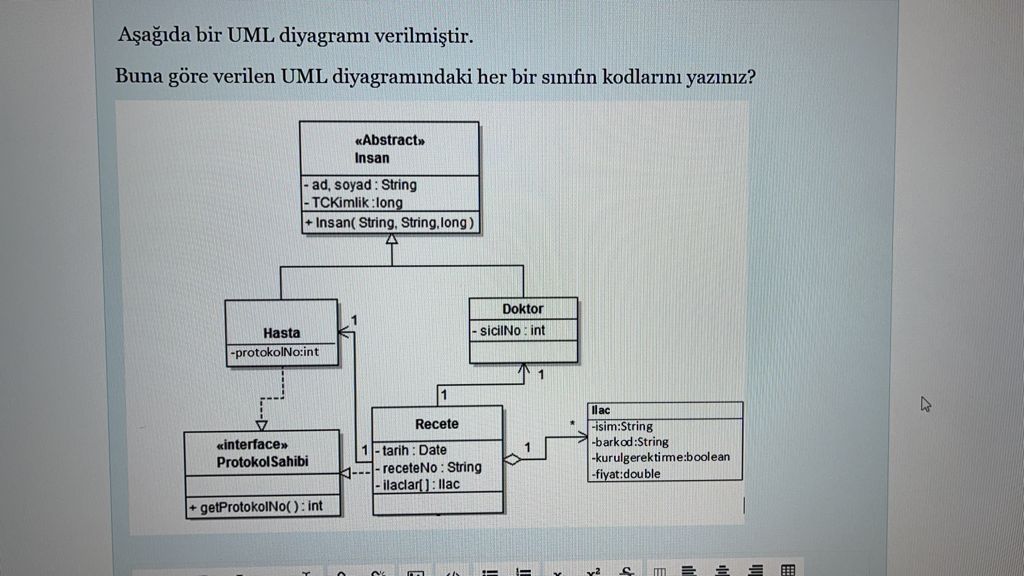 Aşağıda bir UML diyagramı verilmiştir.
Buna göre verilen UML diyagramındaki her bir sınıfın kodlarını yazınız?
«Abstract»
Insan
- ad, soyad : String
- TCKimlik :long
+ Insan( String, String,long )
Hasta
-protokolNo:int
1
Doktor
- sicilNo : int
1
1
«interface»
ProtokolSahibi
+ getProtokolNo( ) : int
1
Recete
- tarih : Date
- receteNo : String
- ilaclar[ ] : Ilac
1
*
Ilac
-isim:String
-barkod:String
-kurulgerektirme:boolean
-fiyat:double